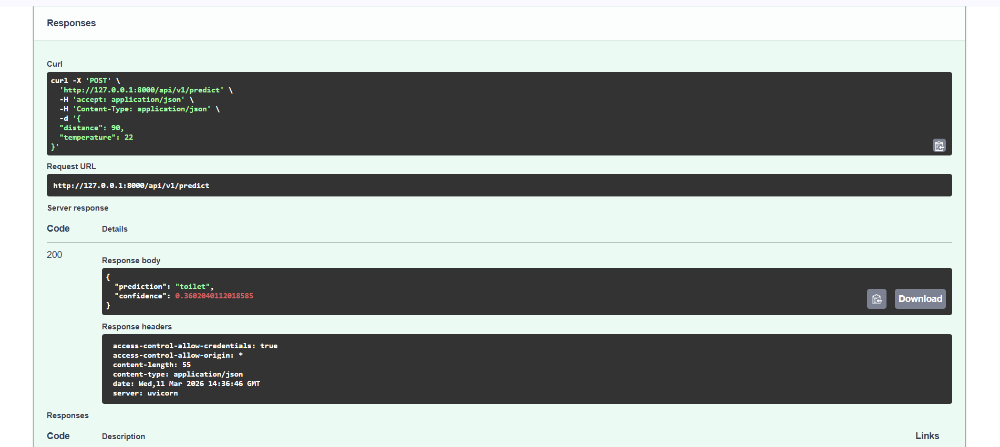 Responses
Curl
curl -X 'POST' \
  'http://127.0.0.1:8000/api/v1/predict' \
  -H 'accept: application/json' \
  -H 'Content-Type: application/json' \
  -d '{
  "distance": 90,
  "temperature": 22
}'
Request URL
http://127.0.0.1:8000/api/v1/predict
Server response
Code Details
200
Response body
{
  "prediction": "toilet",
  "confidence": 0.3602040112018585
}
Download
Response headers
access-control-allow-credentials: true
access-control-allow-origin: *
content-length: 55
content-type: application/json
date: Wed,11 Mar 2026 14:36:46 GMT
server: uvicorn
Responses
Code Description Links